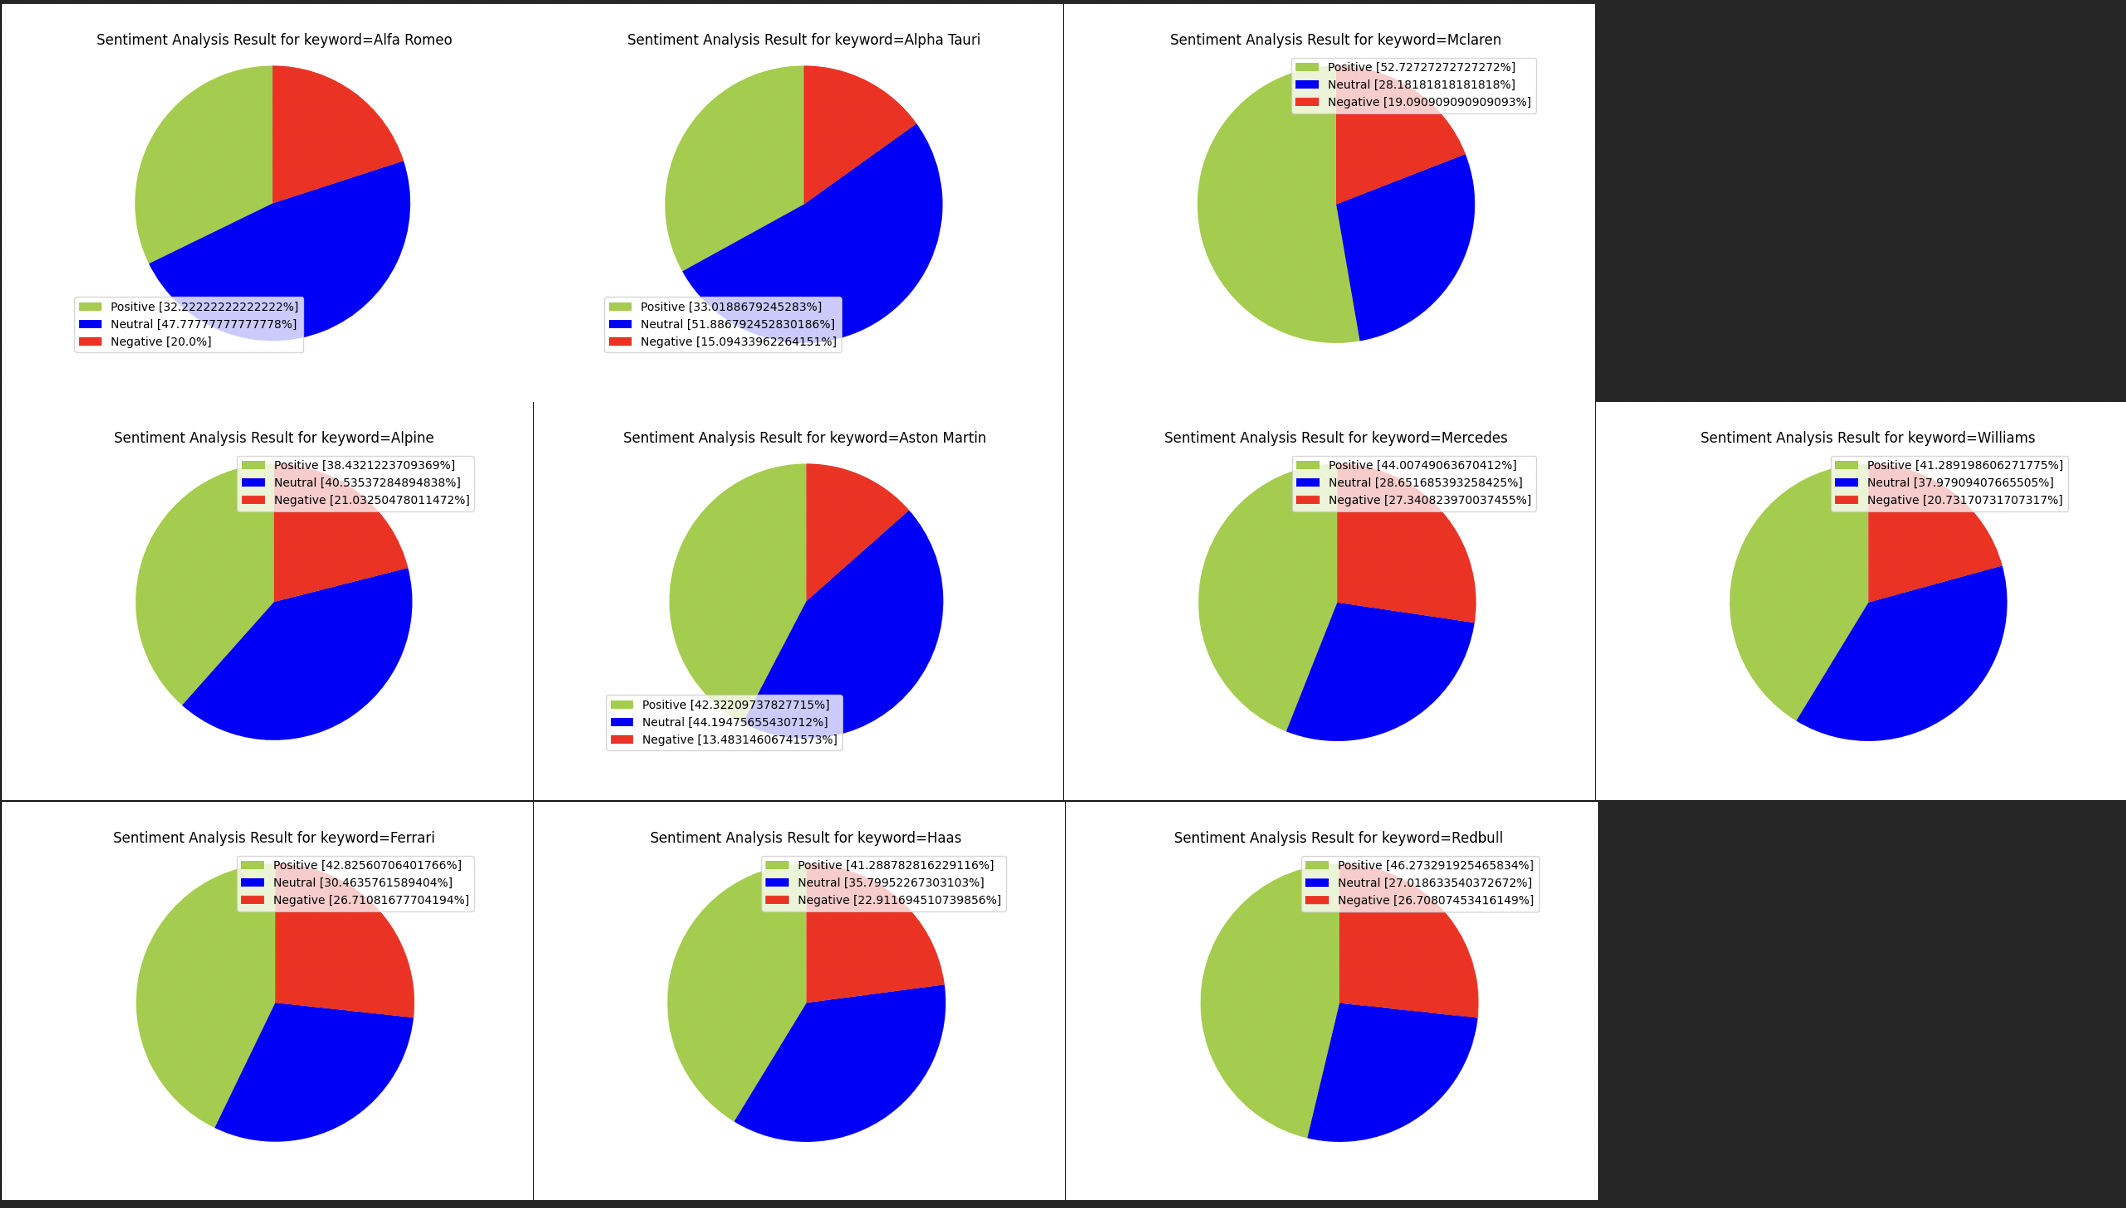 Sentiment Analysis Result for keyword=Alfa Romeo
Positive [32.22222222222222%]
Neutral [47.77777777777778%]
Negative [20.0%]
Sentiment Analysis Result for keyword=Alpha Tauri
Positive [33.0188679245283%]
Neutral [51.886792452830186%]
Negative [15.09433962264151%]
Sentiment Analysis Result for keyword=Mclaren
Positive [52.72727272727272%]
Neutral [28.18181818181818%]
Negative [19.090909090909093%]
Sentiment Analysis Result for keyword=Alpine
Positive [38.4321223709369%]
Neutral [40.53537284894838%]
Negative [21.03250478011472%]
Sentiment Analysis Result for keyword=Aston Martin
Positive [42.32209737827715%]
Neutral [44.19475655430712%]
Negative [13.48314606741573%]
Sentiment Analysis Result for keyword=Mercedes
Positive [44.00749063670412%]
Neutral [28.651685393258425%]
Negative [27.340823970037455%]
Sentiment Analysis Result for keyword=Williams
Positive [41.289198606271775%]
Neutral [37.97909407665505%]
Negative [20.73170731707317%]
Sentiment Analysis Result for keyword=Ferrari
Positive [42.82560706401766%]
Neutral [30.4635761589404%]
Negative [26.71081677704194%]
Sentiment Analysis Result for keyword=Haas
Positive [41.288782816229116%]
Neutral [35.79952267303103%]
Negative [22.911694510739856%]
Sentiment Analysis Result for keyword=Redbull
Positive [46.273291925465834%]
Neutral [27.018633540372672%]
Negative [26.70807453416149%]